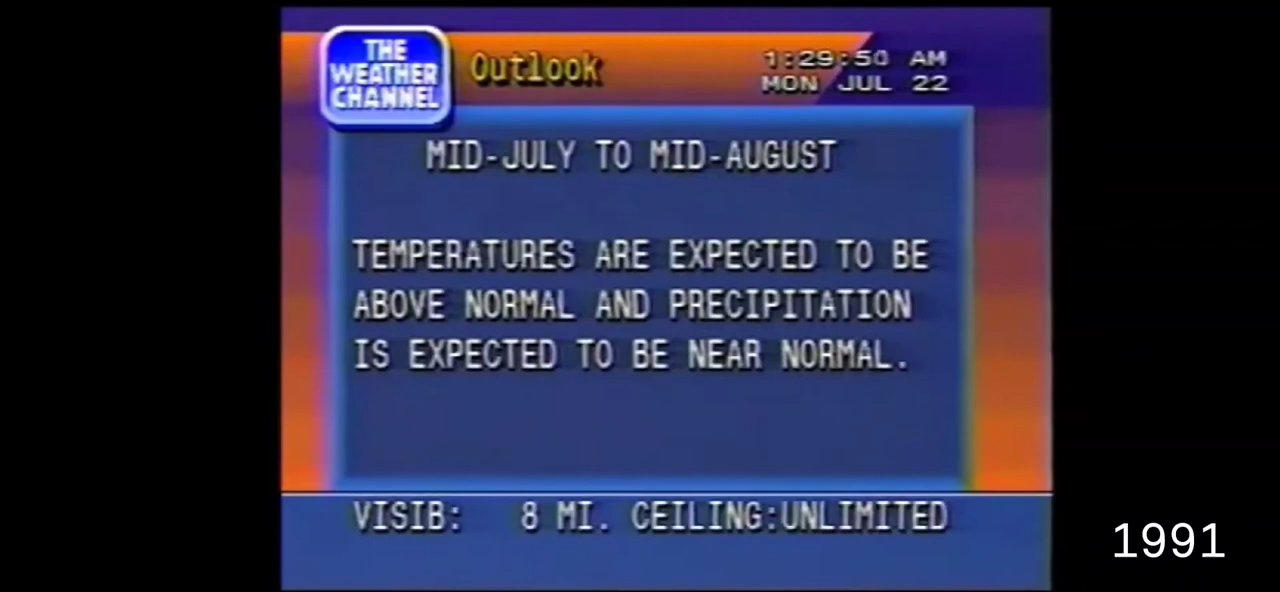 THE
WEATHER
CHANNEL
Outlook
1:29:50 AM
MON JUL 22
MID-JULY TO MID-AUGUST
TEMPERATURES ARE EXPECTED TO BE
ABOVE NORMAL AND PRECIPITATION
IS EXPECTED TO BE NEAR NORMAL.
VISIB: 8 MI. CEILING:UNLIMITED
1991